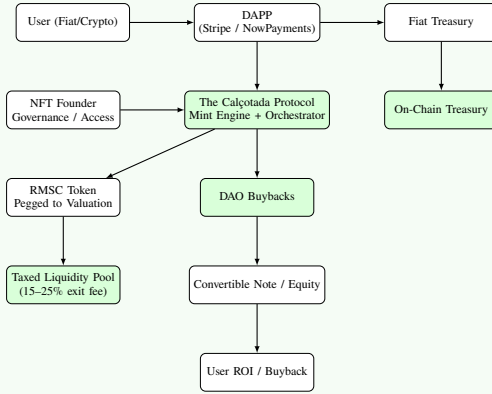 User (Fiat/Crypto)
DAPP
(Stripe / NowPayments)
Fiat Treasury
NFT Founder
Governance / Access
The Calçotada Protocol
Mint Engine + Orchestrator
On-Chain Treasury
RMSC Token
Pegged to Valuation
DAO Buybacks
Taxed Liquidity Pool
(15–25% exit fee)
Convertible Note / Equity
User ROI / Buyback